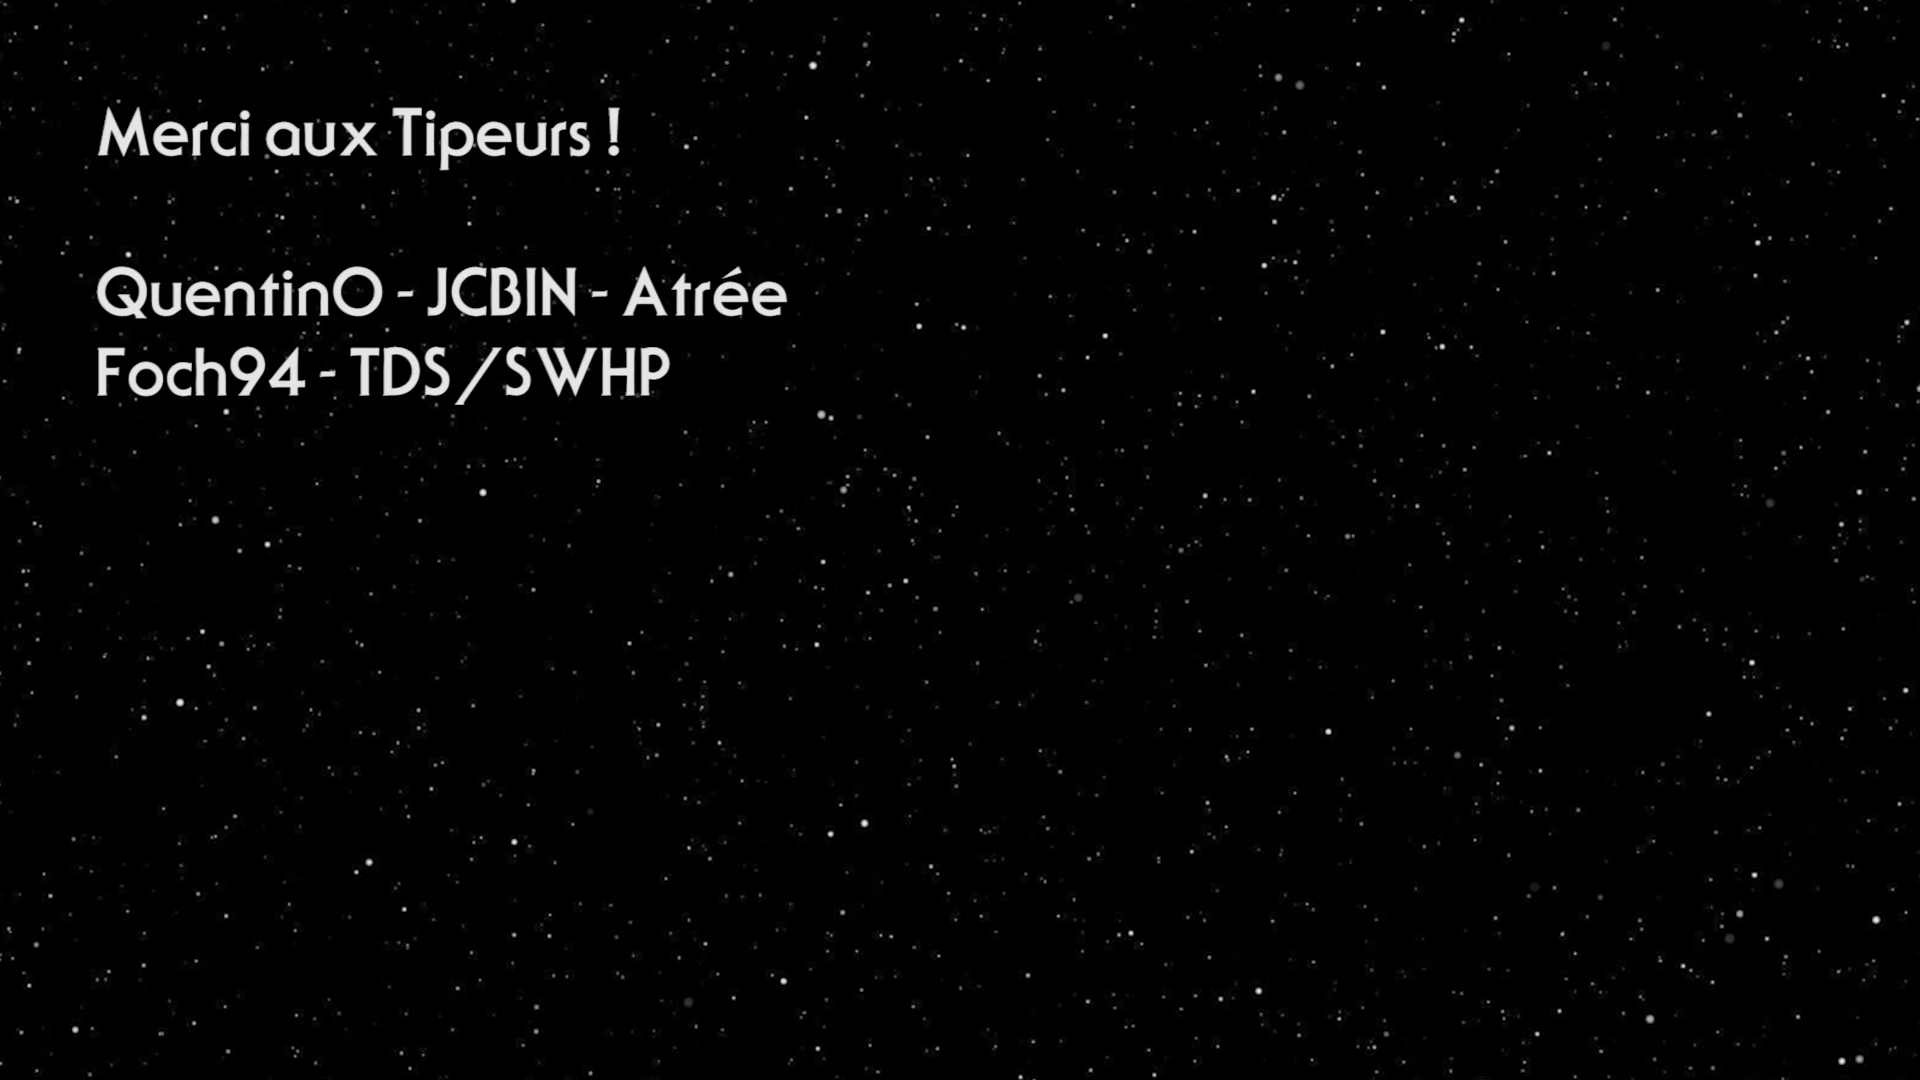 Merci aux Tipeurs !
QuentinO - JCBIN - Atrée
Foch94 - TDS/SWHP